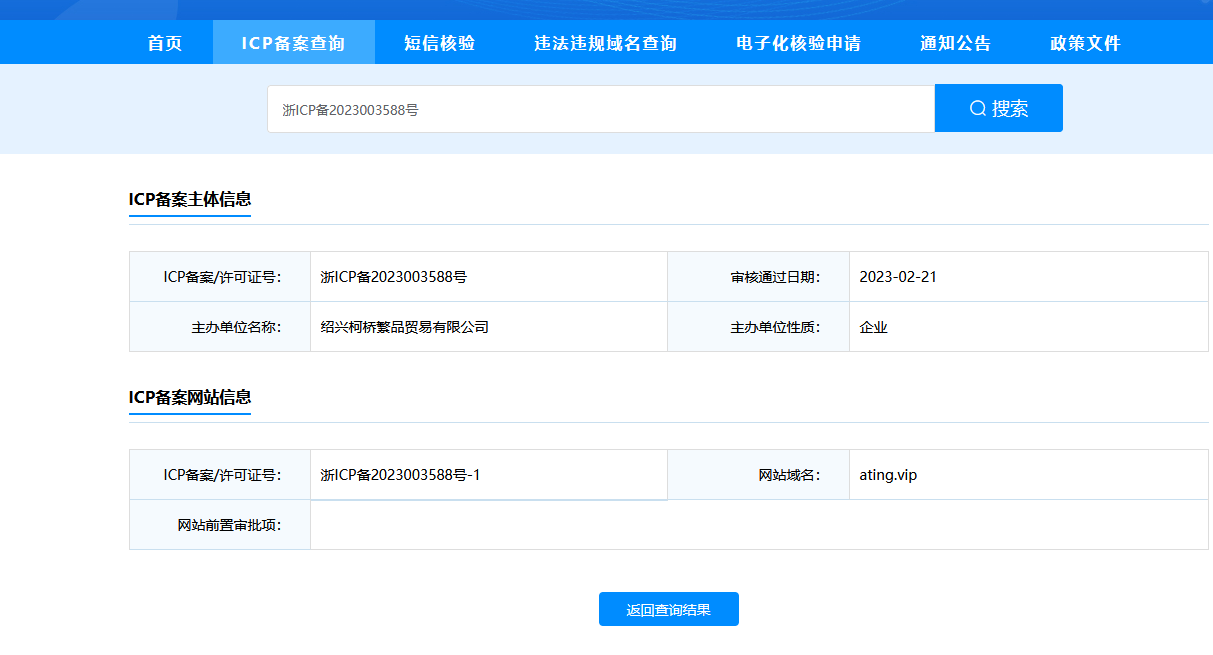 首页 ICP备案查询 短信核验 违法违规域名查询 电子化核验申请 通知公告 政策文件
浙ICP备2023003588号 搜索
ICP备案主体信息
ICP备案/许可证号： 浙ICP备2023003588号 审核通过日期： 2023-02-21
主办单位名称： 绍兴柯桥繁品贸易有限公司 主办单位性质： 企业
ICP备案网站信息
ICP备案/许可证号： 浙ICP备2023003588号-1 网站域名： ating.vip
网站前置审批项：
返回查询结果